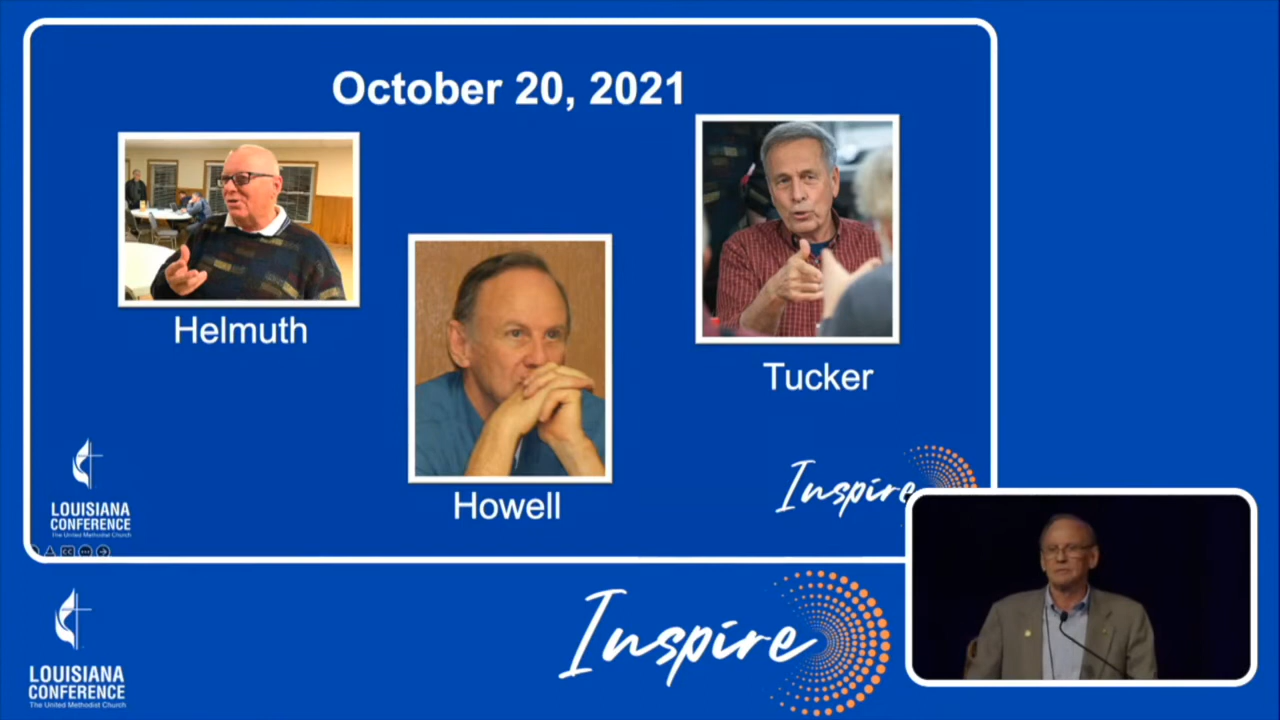 October 20, 2021
Helmuth
Tucker
Howell
LOUISIANA
CONFERENCE
The United Methodist Church
Inspire
Inspire
LOUISIANA
CONFERENCE
The United Methodist Church